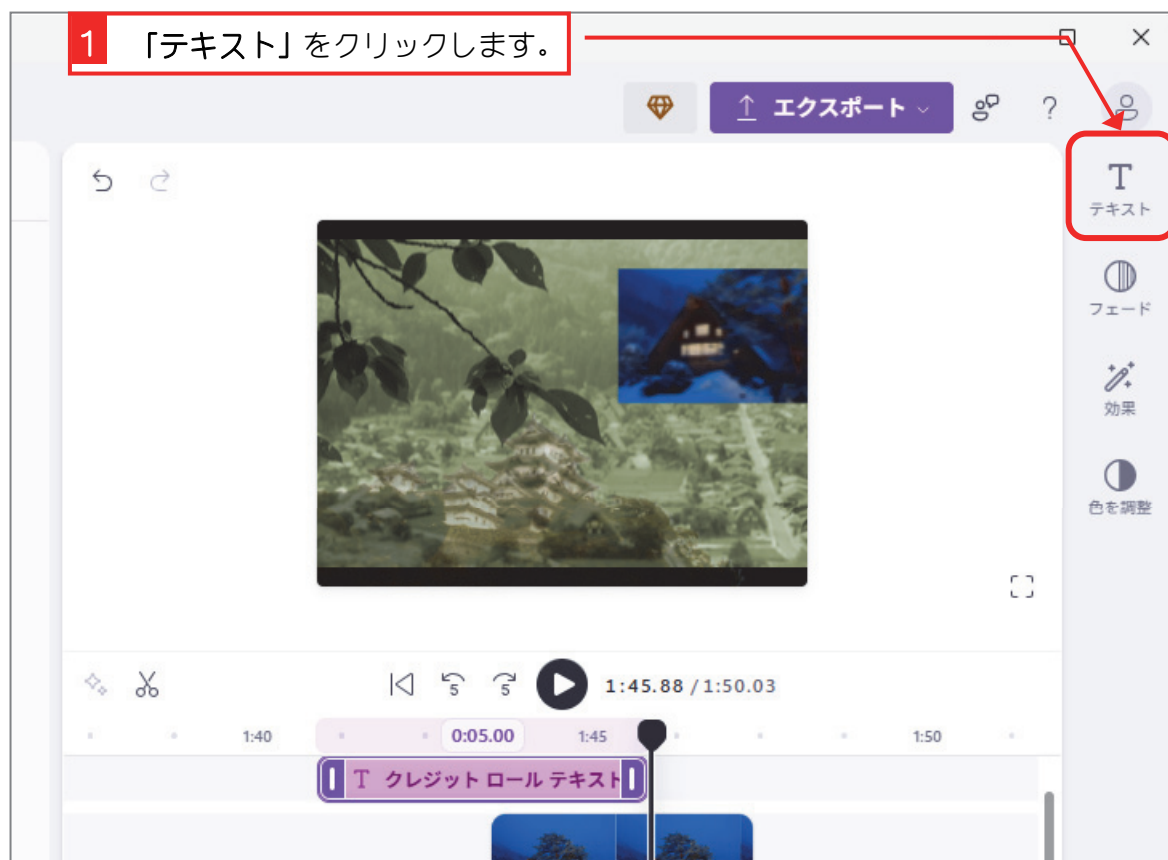 1 「テキスト」をクリックします。
エクスポート
?
T
テキスト
フェード
効果
色を調整
5 5 1:45.88 / 1:50.03
1:40 0:05.00 1:45 1:50
T クレジット ロール テキスト